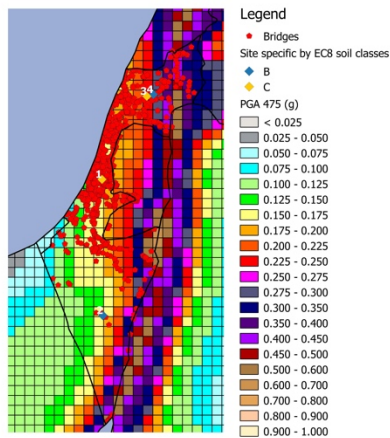 Legend
Bridges
Site specific by EC8 soil classes
B
C
PGA 475 (g)
< 0.025
0.025 - 0.050
0.050 - 0.075
0.075 - 0.100
0.100 - 0.125
0.125 - 0.150
0.150 - 0.175
0.175 - 0.200
0.200 - 0.225
0.225 - 0.250
0.250 - 0.275
0.275 - 0.300
0.300 - 0.350
0.350 - 0.400
0.400 - 0.450
0.450 - 0.500
0.500 - 0.600
0.600 - 0.700
0.700 - 0.800
0.800 - 0.900
0.900 - 1.000
34
1